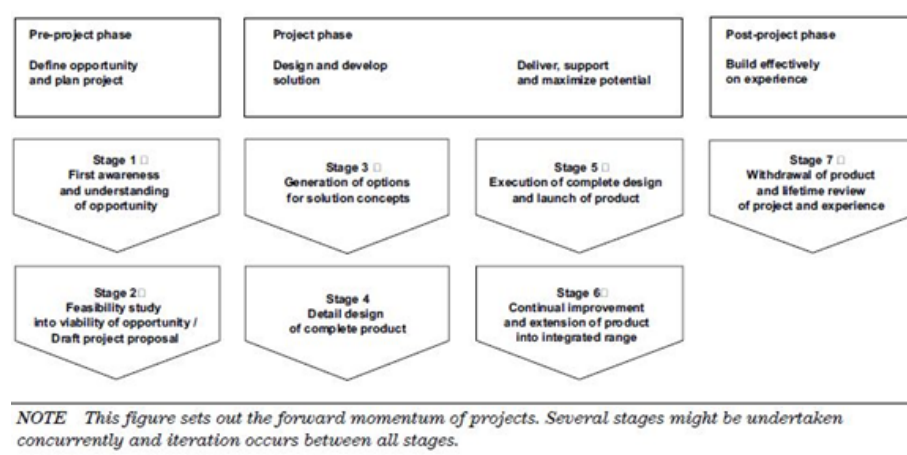 Pre-project phase
Define opportunity
and plan project
Project phase
Design and develop
solution
Deliver, support
and maximize potential
Post-project phase
Build effectively
on experience
Stage 1 
First awareness
and understanding
of opportunity
Stage 2
Feasibility study
into viability of opportunity /
Draft project proposal
Stage 3 
Generation of options
for solution concepts
Stage 4
Detail design
of complete product
Stage 5 
Execution of complete design
and launch of product
Stage 6
Continual improvement
and extension of product
into integrated range
Stage 7 
Withdrawal of product
and lifetime review
of project and experience
NOTE This figure sets out the forward momentum of projects. Several stages might be undertaken
concurrently and iteration occurs between all stages.